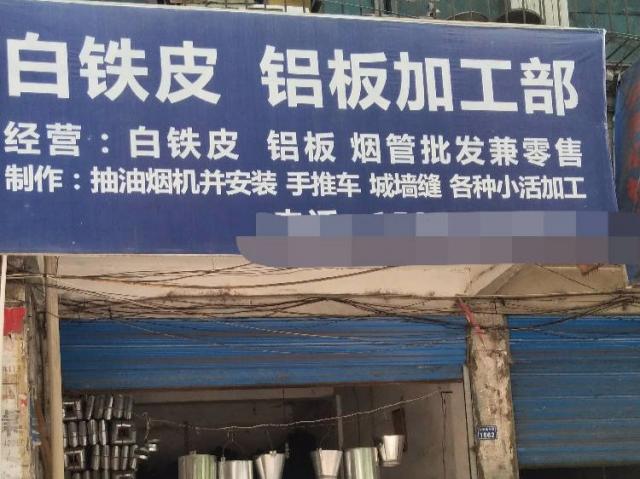 白铁皮 铝板加工部
经营：白铁皮 铝板 烟管批发兼零售
制作：抽油烟机并安装 手推车 城墙缝 各种小活加工